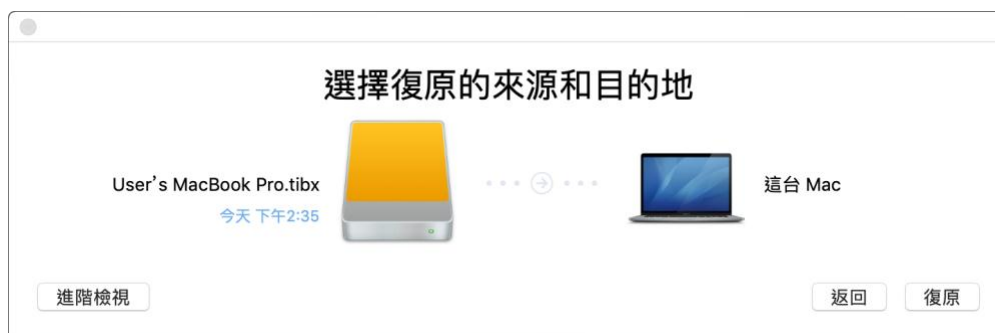 選擇復原的來源和目的地
User's MacBook Pro.tibx
今天 下午2:35
這台 Mac
進階檢視
返回
復原